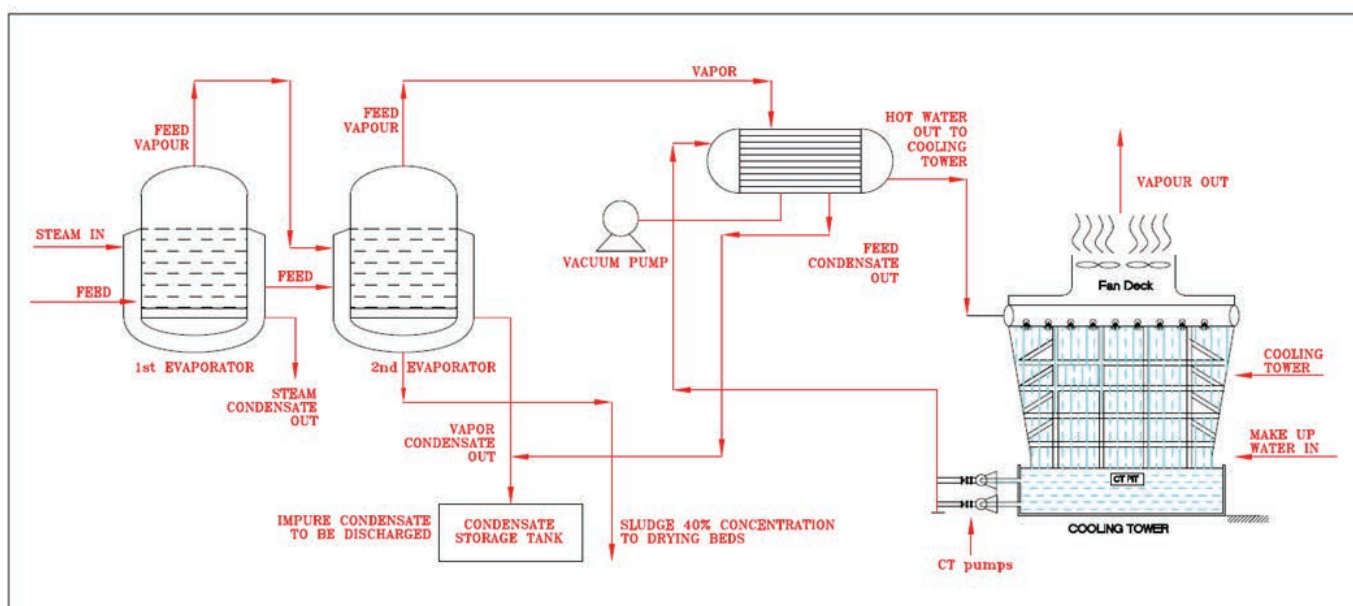 VAPOR
FEED
VAPOUR
FEED
VAPOUR
HOT WATER
OUT TO
COOLING
TOWER
VAPOUR OUT
STEAM IN
FEED
FEED
VACUUM PUMP
FEED
CONDENSATE
OUT
Fan Deck
1st EVAPORATOR
2nd EVAPORATOR
COOLING
TOWER
STEAM
CONDENSATE
OUT
VAPOR
CONDENSATE
OUT
MAKE UP
WATER IN
CT PIT
IMPURE CONDENSATE
TO BE DISCHARGED
CONDENSATE
STORAGE TANK
SLUDGE 40% CONCENTRATION
TO DRYING BEDS
COOLING TOWER
CT pumps